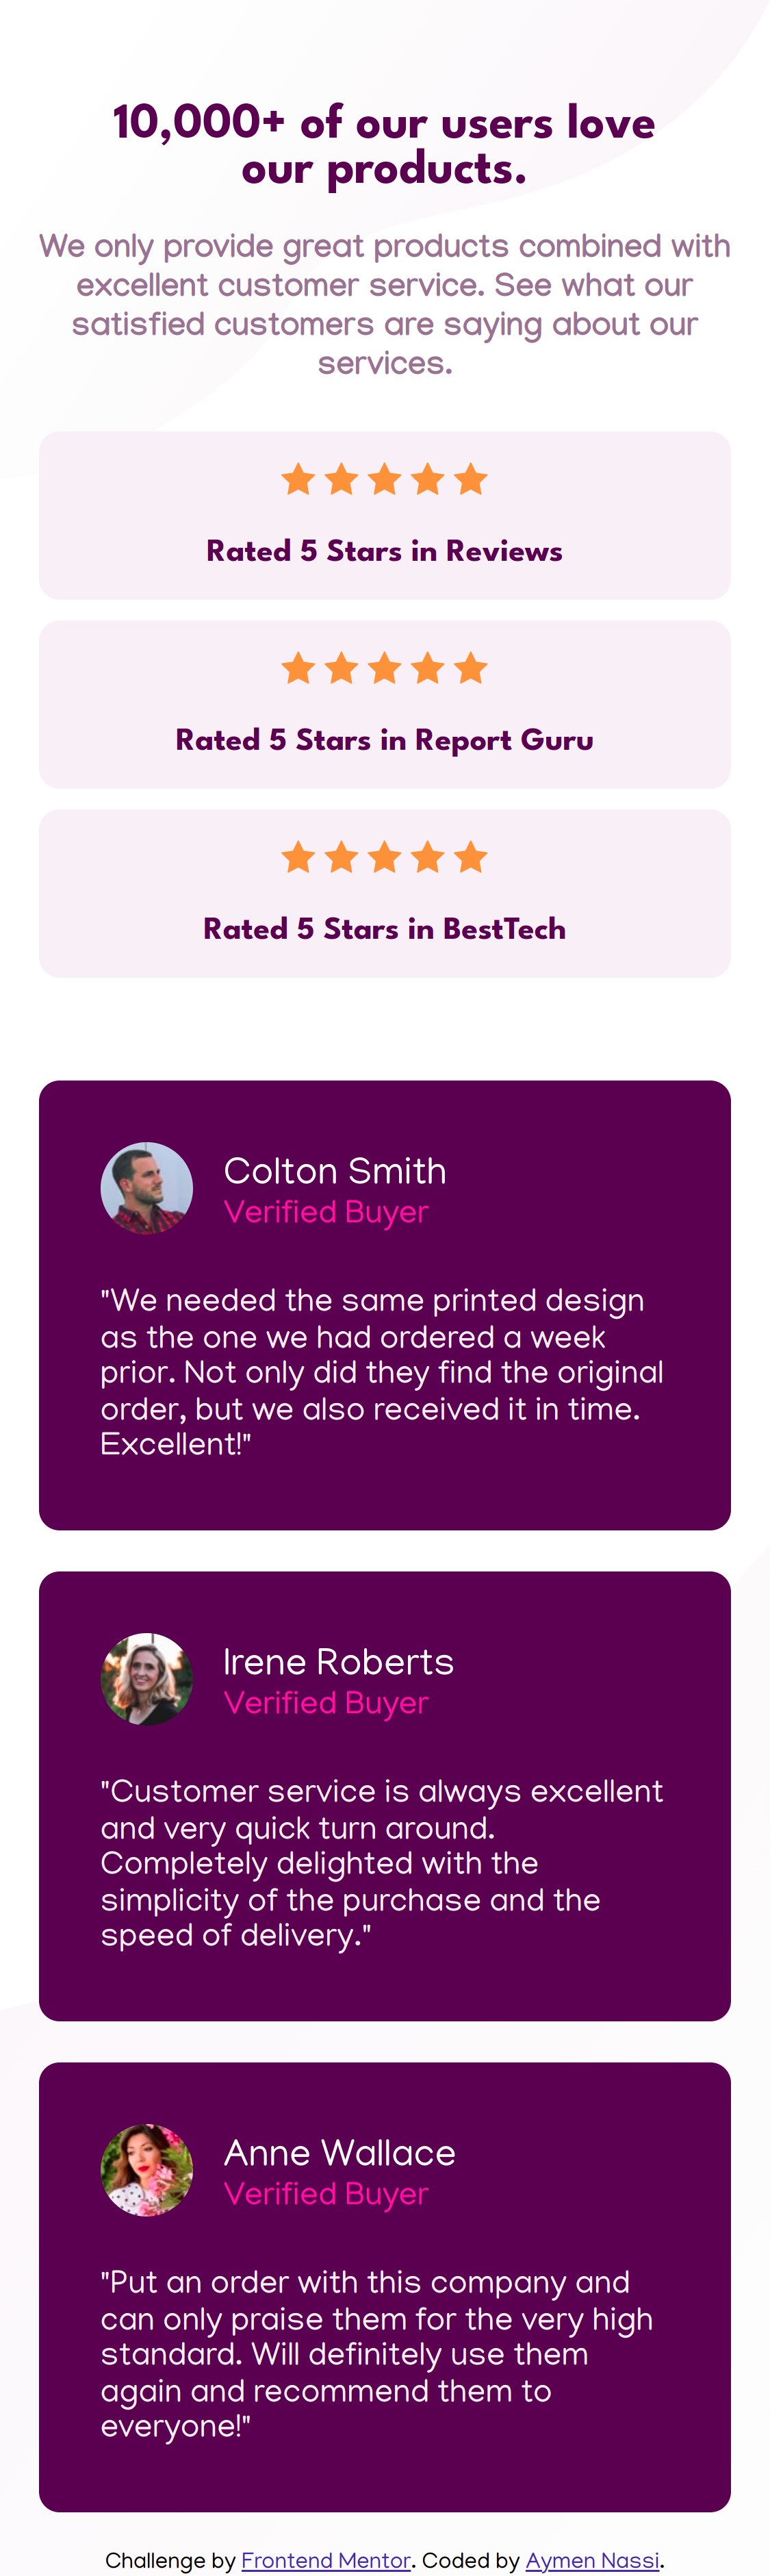 10,000+ of our users love
our products.
We only provide great products combined with
excellent customer service. See what our
satisfied customers are saying about our
services.
Rated 5 Stars in Reviews
Rated 5 Stars in Report Guru
Rated 5 Stars in BestTech
Colton Smith
Verified Buyer
"We needed the same printed design
as the one we had ordered a week
prior. Not only did they find the original
order, but we also received it in time.
Excellent!"
Irene Roberts
Verified Buyer
"Customer service is always excellent
and very quick turn around.
Completely delighted with the
simplicity of the purchase and the
speed of delivery."
Anne Wallace
Verified Buyer
"Put an order with this company and
can only praise them for the very high
standard. Will definitely use them
again and recommend them to
everyone!"
Challenge by Frontend Mentor. Coded by Aymen Nassi.